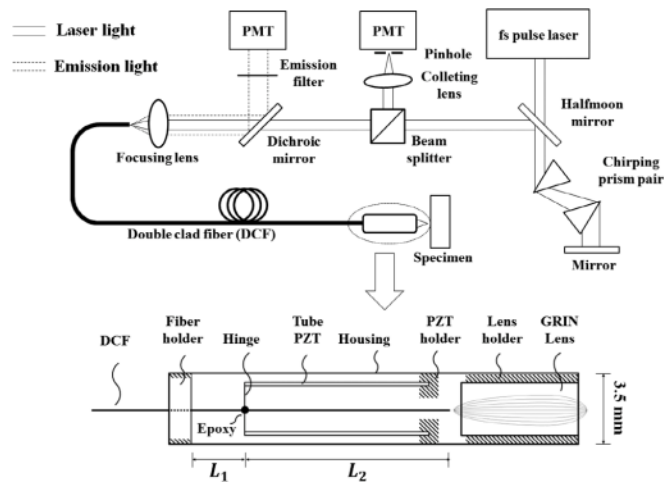 Laser light
Emission light
PMT
PMT
fs pulse laser
Pinhole
Emission
filter
Colleting
lens
Halfmoon
mirror
Focusing lens
Dichroic
mirror
Beam
splitter
Chirping
prism pair
Double clad fiber (DCF)
Specimen
Mirror
DCF
Fiber
holder
Hinge
Tube
PZT
Housing
PZT
holder
Lens
holder
GRIN
Lens
Epoxy
3.5 mm
L₁
L₂